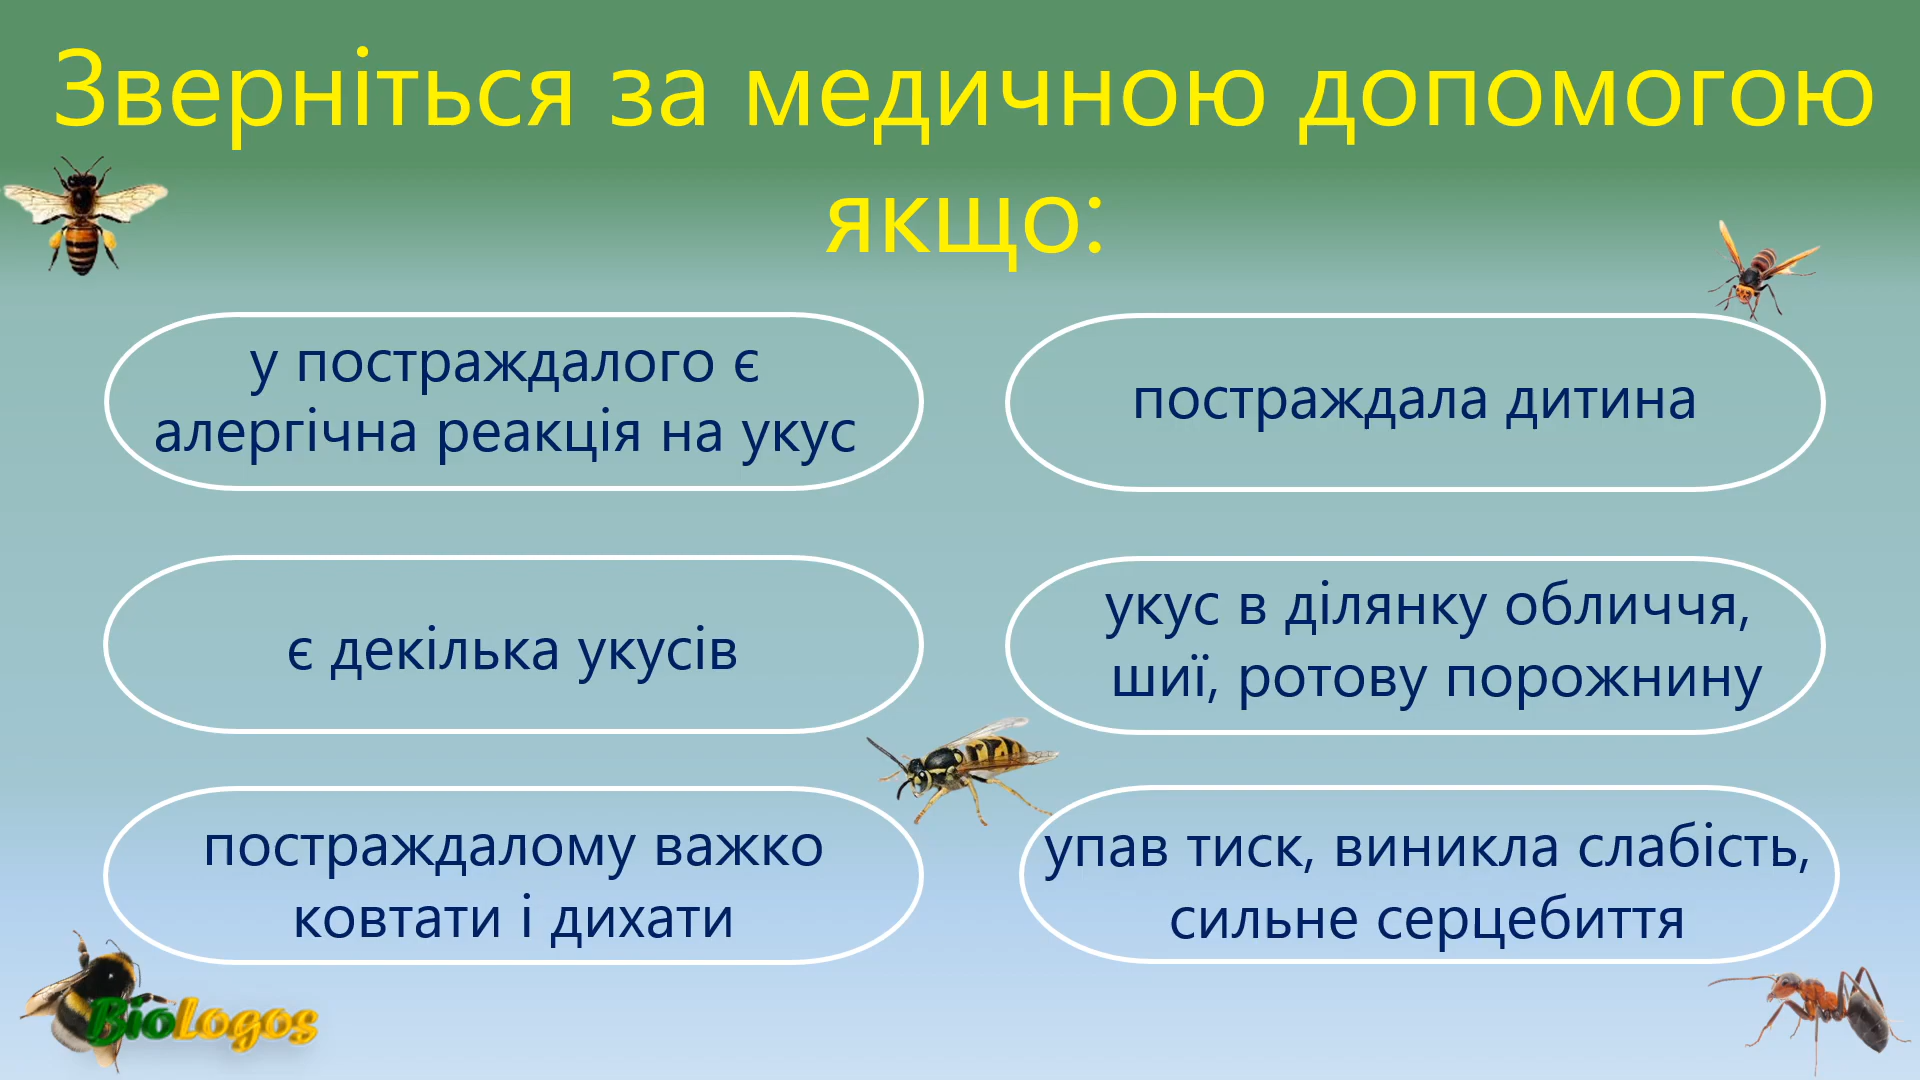 Зверніться за медичною допомогою
якщо:
у постраждалого є
алергічна реакція на укус
постраждала дитина
є декілька укусів
укус в ділянку обличчя,
шиї, ротову порожнину
постраждалому важко
ковтати і дихати
упав тиск, виникла слабість,
сильне серцебиття
BioLogos